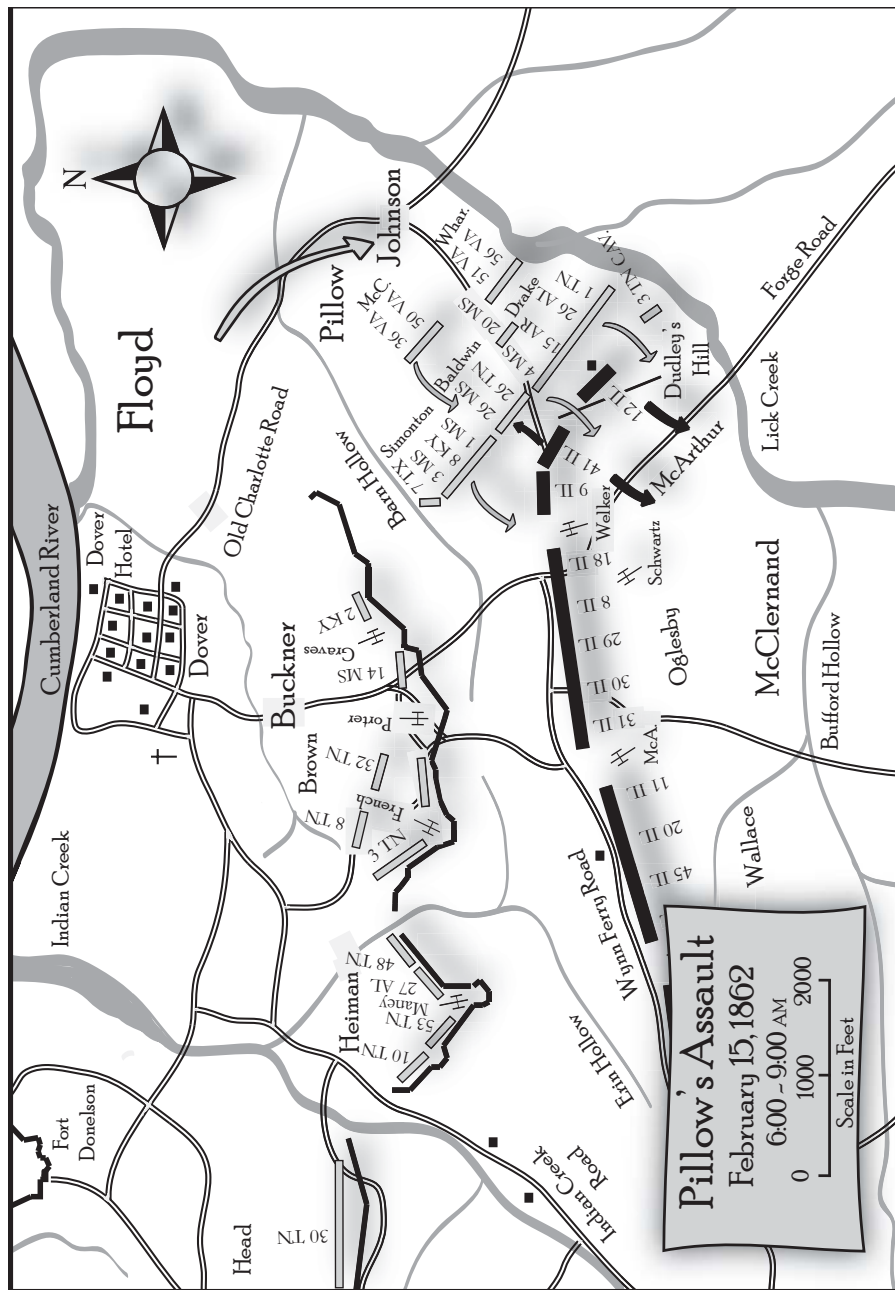 N
Cumberland River
Dover
Hotel
Dover
Floyd
Johnson
Pillow
Old Charlotte Road
Barn Hollow
Whar.
56 VA
51 VA
McC.
50 VA
36 VA
20 MS
Drake
3 TN CAV.
1 TN
26 AL
15 AR
4 MS
Baldwin
26 TN
26 MS
1 MS
Simonton
8 KY
3 MS
7 TX
Dudley's
Hill
Forge Road
Lick Creek
12 IL
41 IL
9 IL
McArthur
Welker
Schwartz
18 IL
8 IL
29 IL
30 IL
31 IL
Oglesby
McClernand
McA.
Bufford Hollow
11 IL
20 IL
45 IL
Wallace
Wynn Ferry Road
Buckner
2 KY
Graves
14 MS
Porter
Brown
32 TN
French
8 TN
3 TN
Indian Creek
Heiman
48 TN
27 AL
Maney
53 TN
10 TN
Erin Hollow
Indian Creek
Road
Fort
Donelson
Head
30 TN
Pillow's Assault
February 15, 1862
6:00 ~ 9:00 AM
0 1000 2000
Scale in Feet